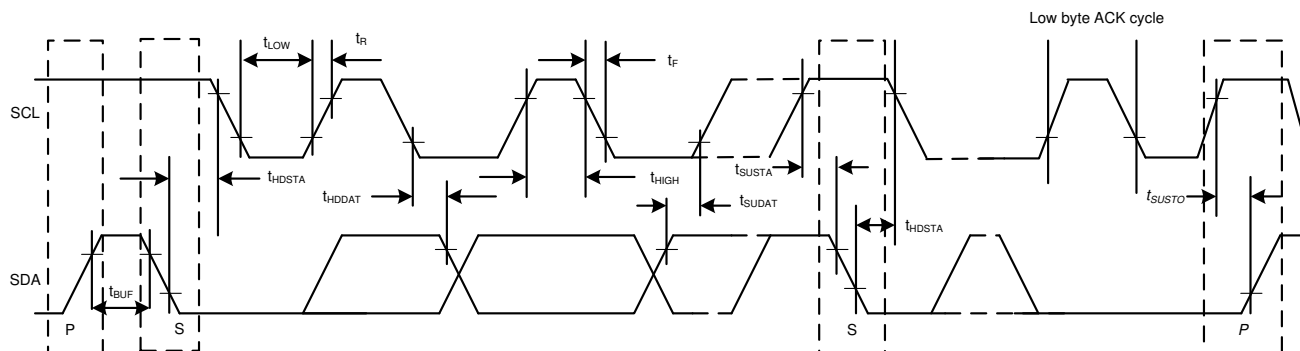 Low byte ACK cycle
tLOW
tR
tF
SCL
tHDSTA
tHDDAT
tHIGH
tSUDAT
tSUSTA
tHDSTA
tSUSTO
SDA
tBUF
P
S
S
P